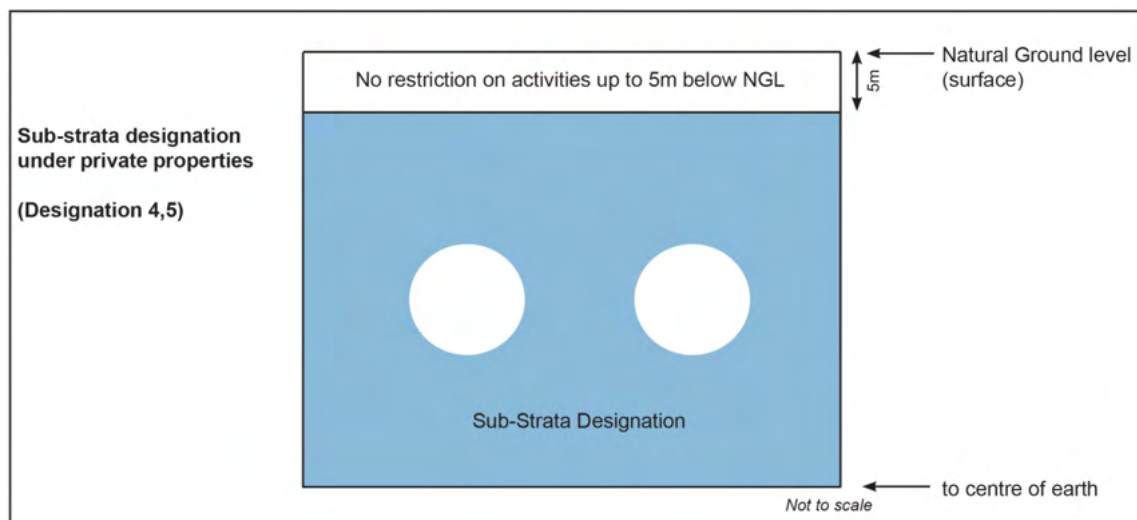 Natural Ground level
(surface)
No restriction on activities up to 5m below NGL
5m
Sub-strata designation
under private properties
(Designation 4,5)
Sub-Strata Designation
to centre of earth
Not to scale